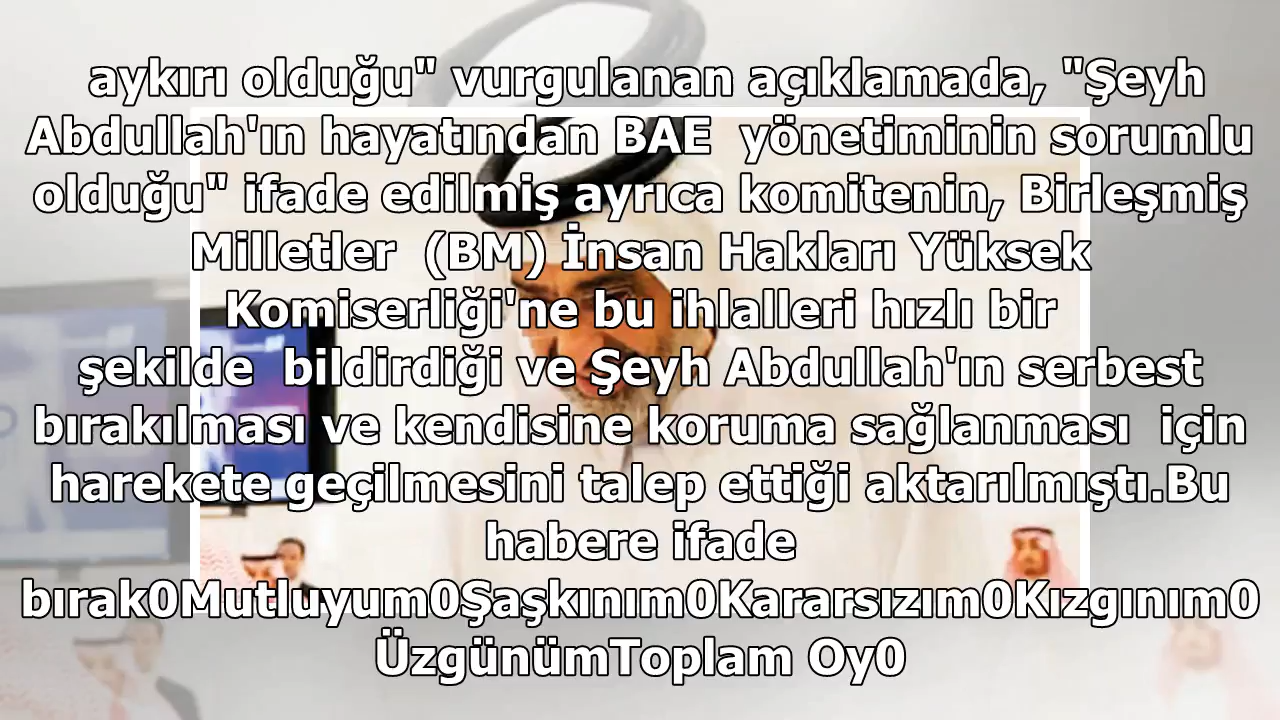 aykırı olduğu" vurgulanan açıklamada, "Şeyh
Abdullah'ın hayatından BAE  yönetiminin sorumlu
olduğu" ifade edilmiş ayrıca komitenin, Birleşmiş
Milletler  (BM) İnsan Hakları Yüksek
Komiserliği'ne bu ihlalleri hızlı bir
şekilde  bildirdiği ve Şeyh Abdullah'ın serbest
bırakılması ve kendisine koruma sağlanması  için
harekete geçilmesini talep ettiği aktarılmıştı.Bu
habere ifade
bırak0Mutluyum0Şaşkınım0Kararsızım0Kızgınım0
ÜzgünümToplam Oy0